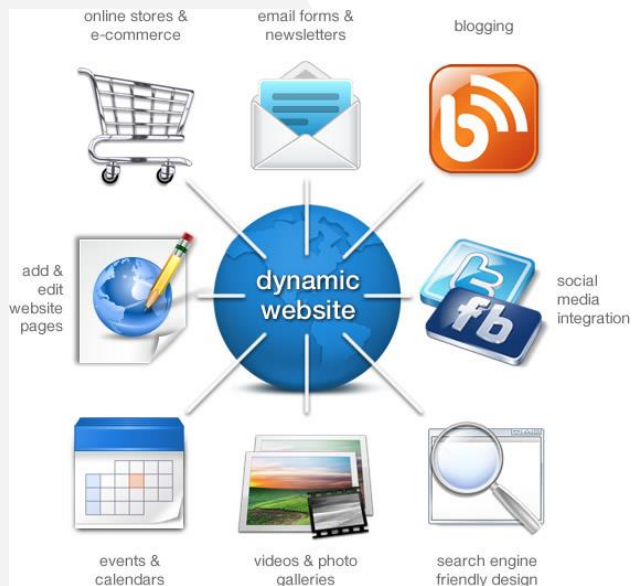 online stores &
e-commerce
email forms &
newsletters
blogging
dynamic
website
add &
edit
website
pages
fb
social
media
integration
events &
calendars
videos & photo
galleries
search engine
friendly design